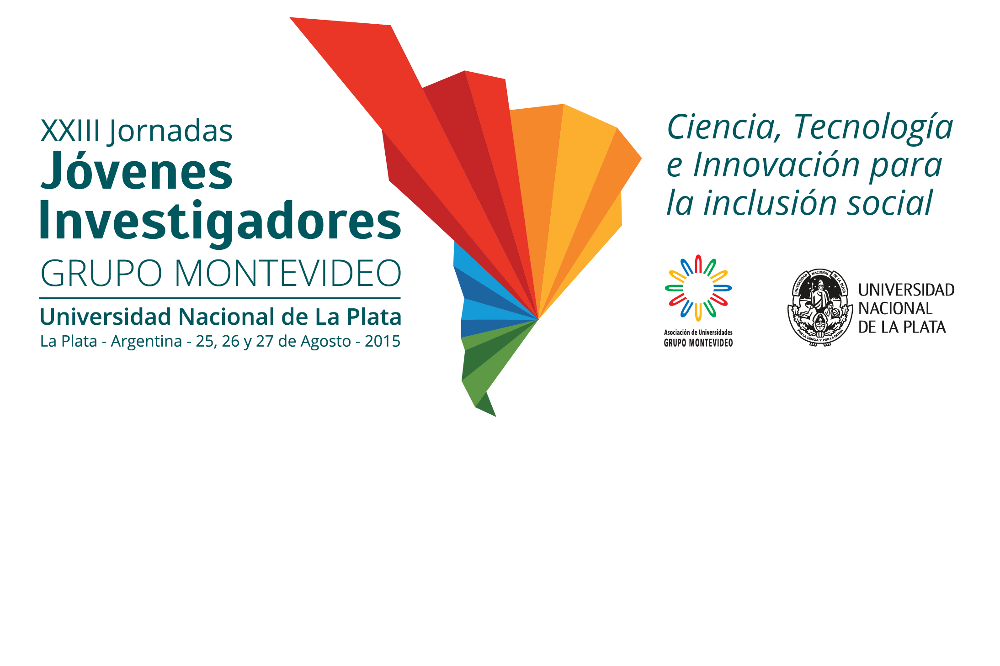 XXIII Jornadas
Jóvenes
Investigadores
GRUPO MONTEVIDEO
Universidad Nacional de La Plata
La Plata - Argentina - 25, 26 y 27 de Agosto - 2015
Ciencia, Tecnología
e Innovación para
la inclusión social
Asociación de Universidades
GRUPO MONTEVIDEO
UNIVERSIDAD NACIONAL DE LA PLATA
POR LA CIENCIA Y POR LA PATRIA
UNIVERSIDAD
NACIONAL
DE LA PLATA